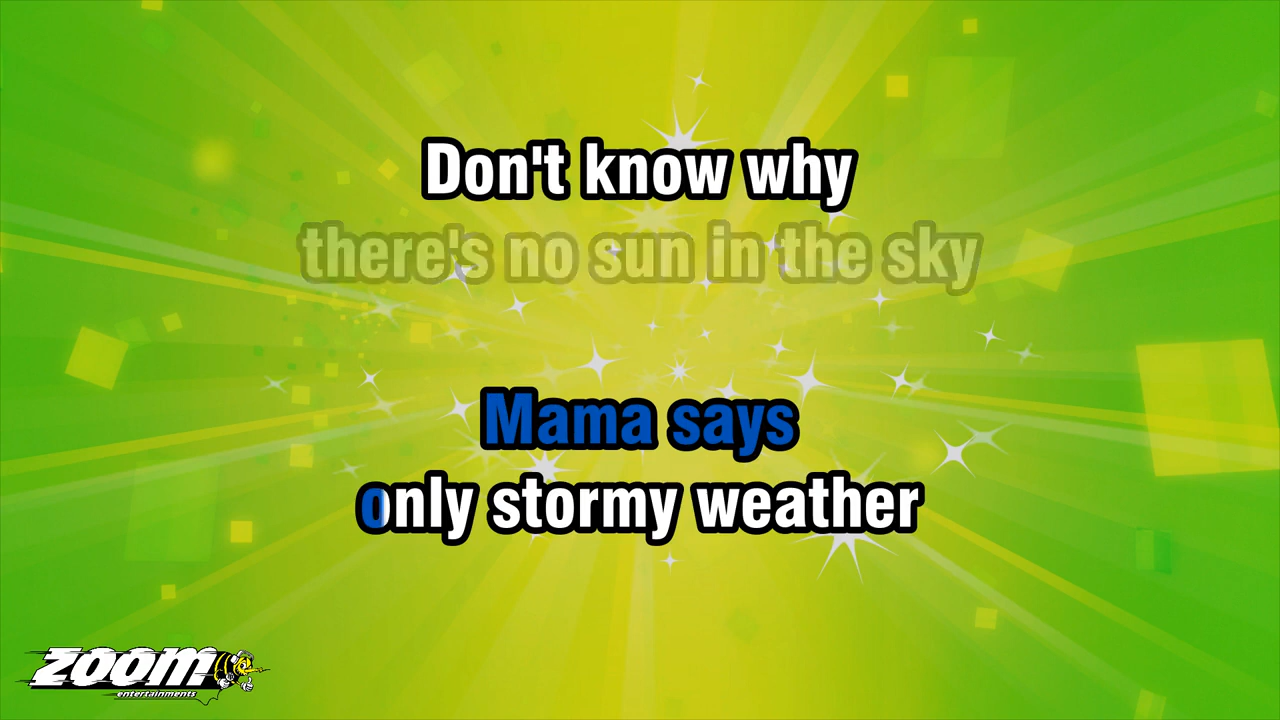 Don't know why
there's no sun in the sky
Mama says
only stormy weather
ZOOM
entertainments